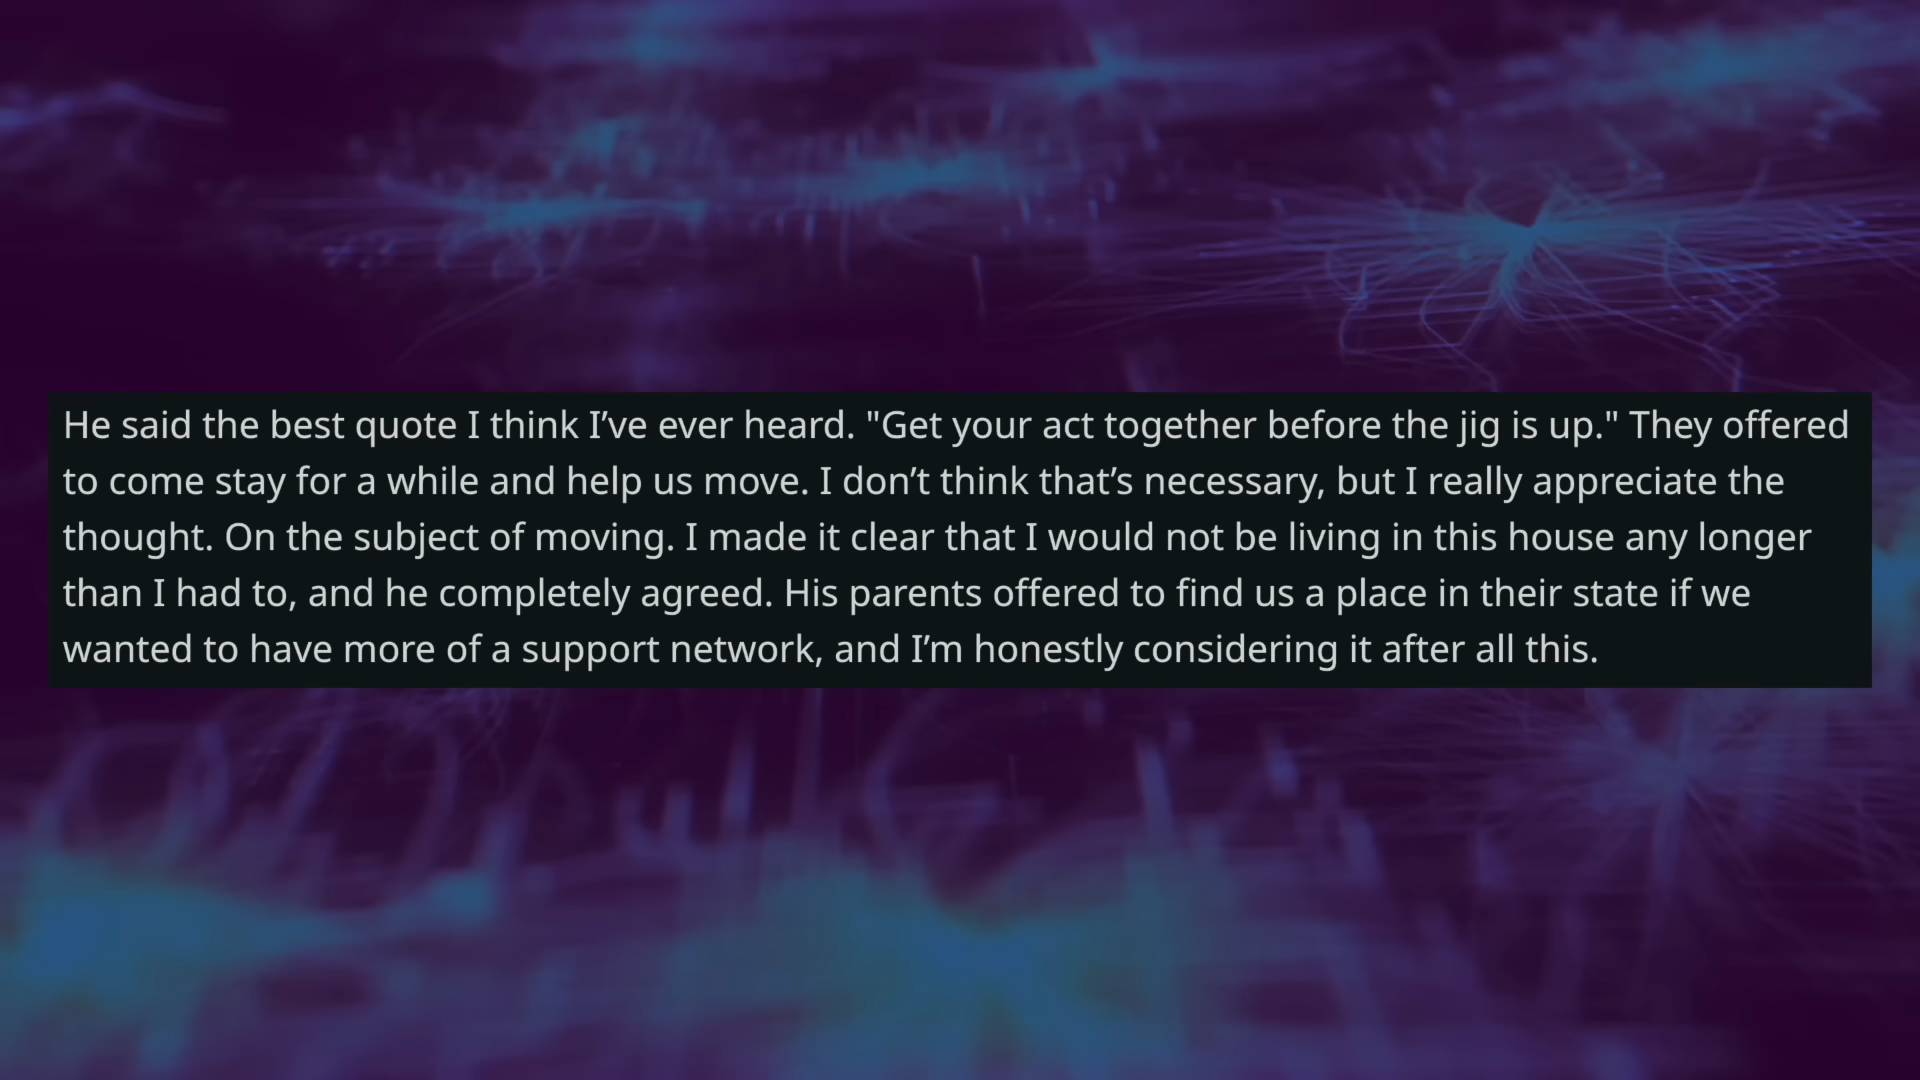 He said the best quote I think I’ve ever heard. "Get your act together before the jig is up." They offered
to come stay for a while and help us move. I don’t think that’s necessary, but I really appreciate the
thought. On the subject of moving. I made it clear that I would not be living in this house any longer
than I had to, and he completely agreed. His parents offered to find us a place in their state if we
wanted to have more of a support network, and I’m honestly considering it after all this.